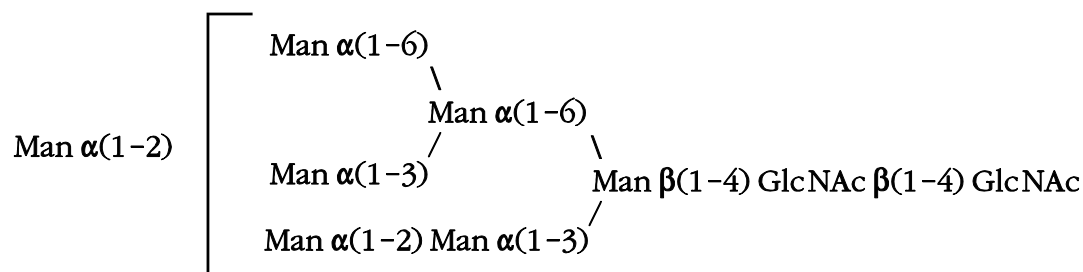 Man α(1-6)
Man α(1-6)
Man α(1-2)
Man α(1-3)
Man β(1-4) GlcNAc β(1-4) GlcNAc
Man α(1-2) Man α(1-3)